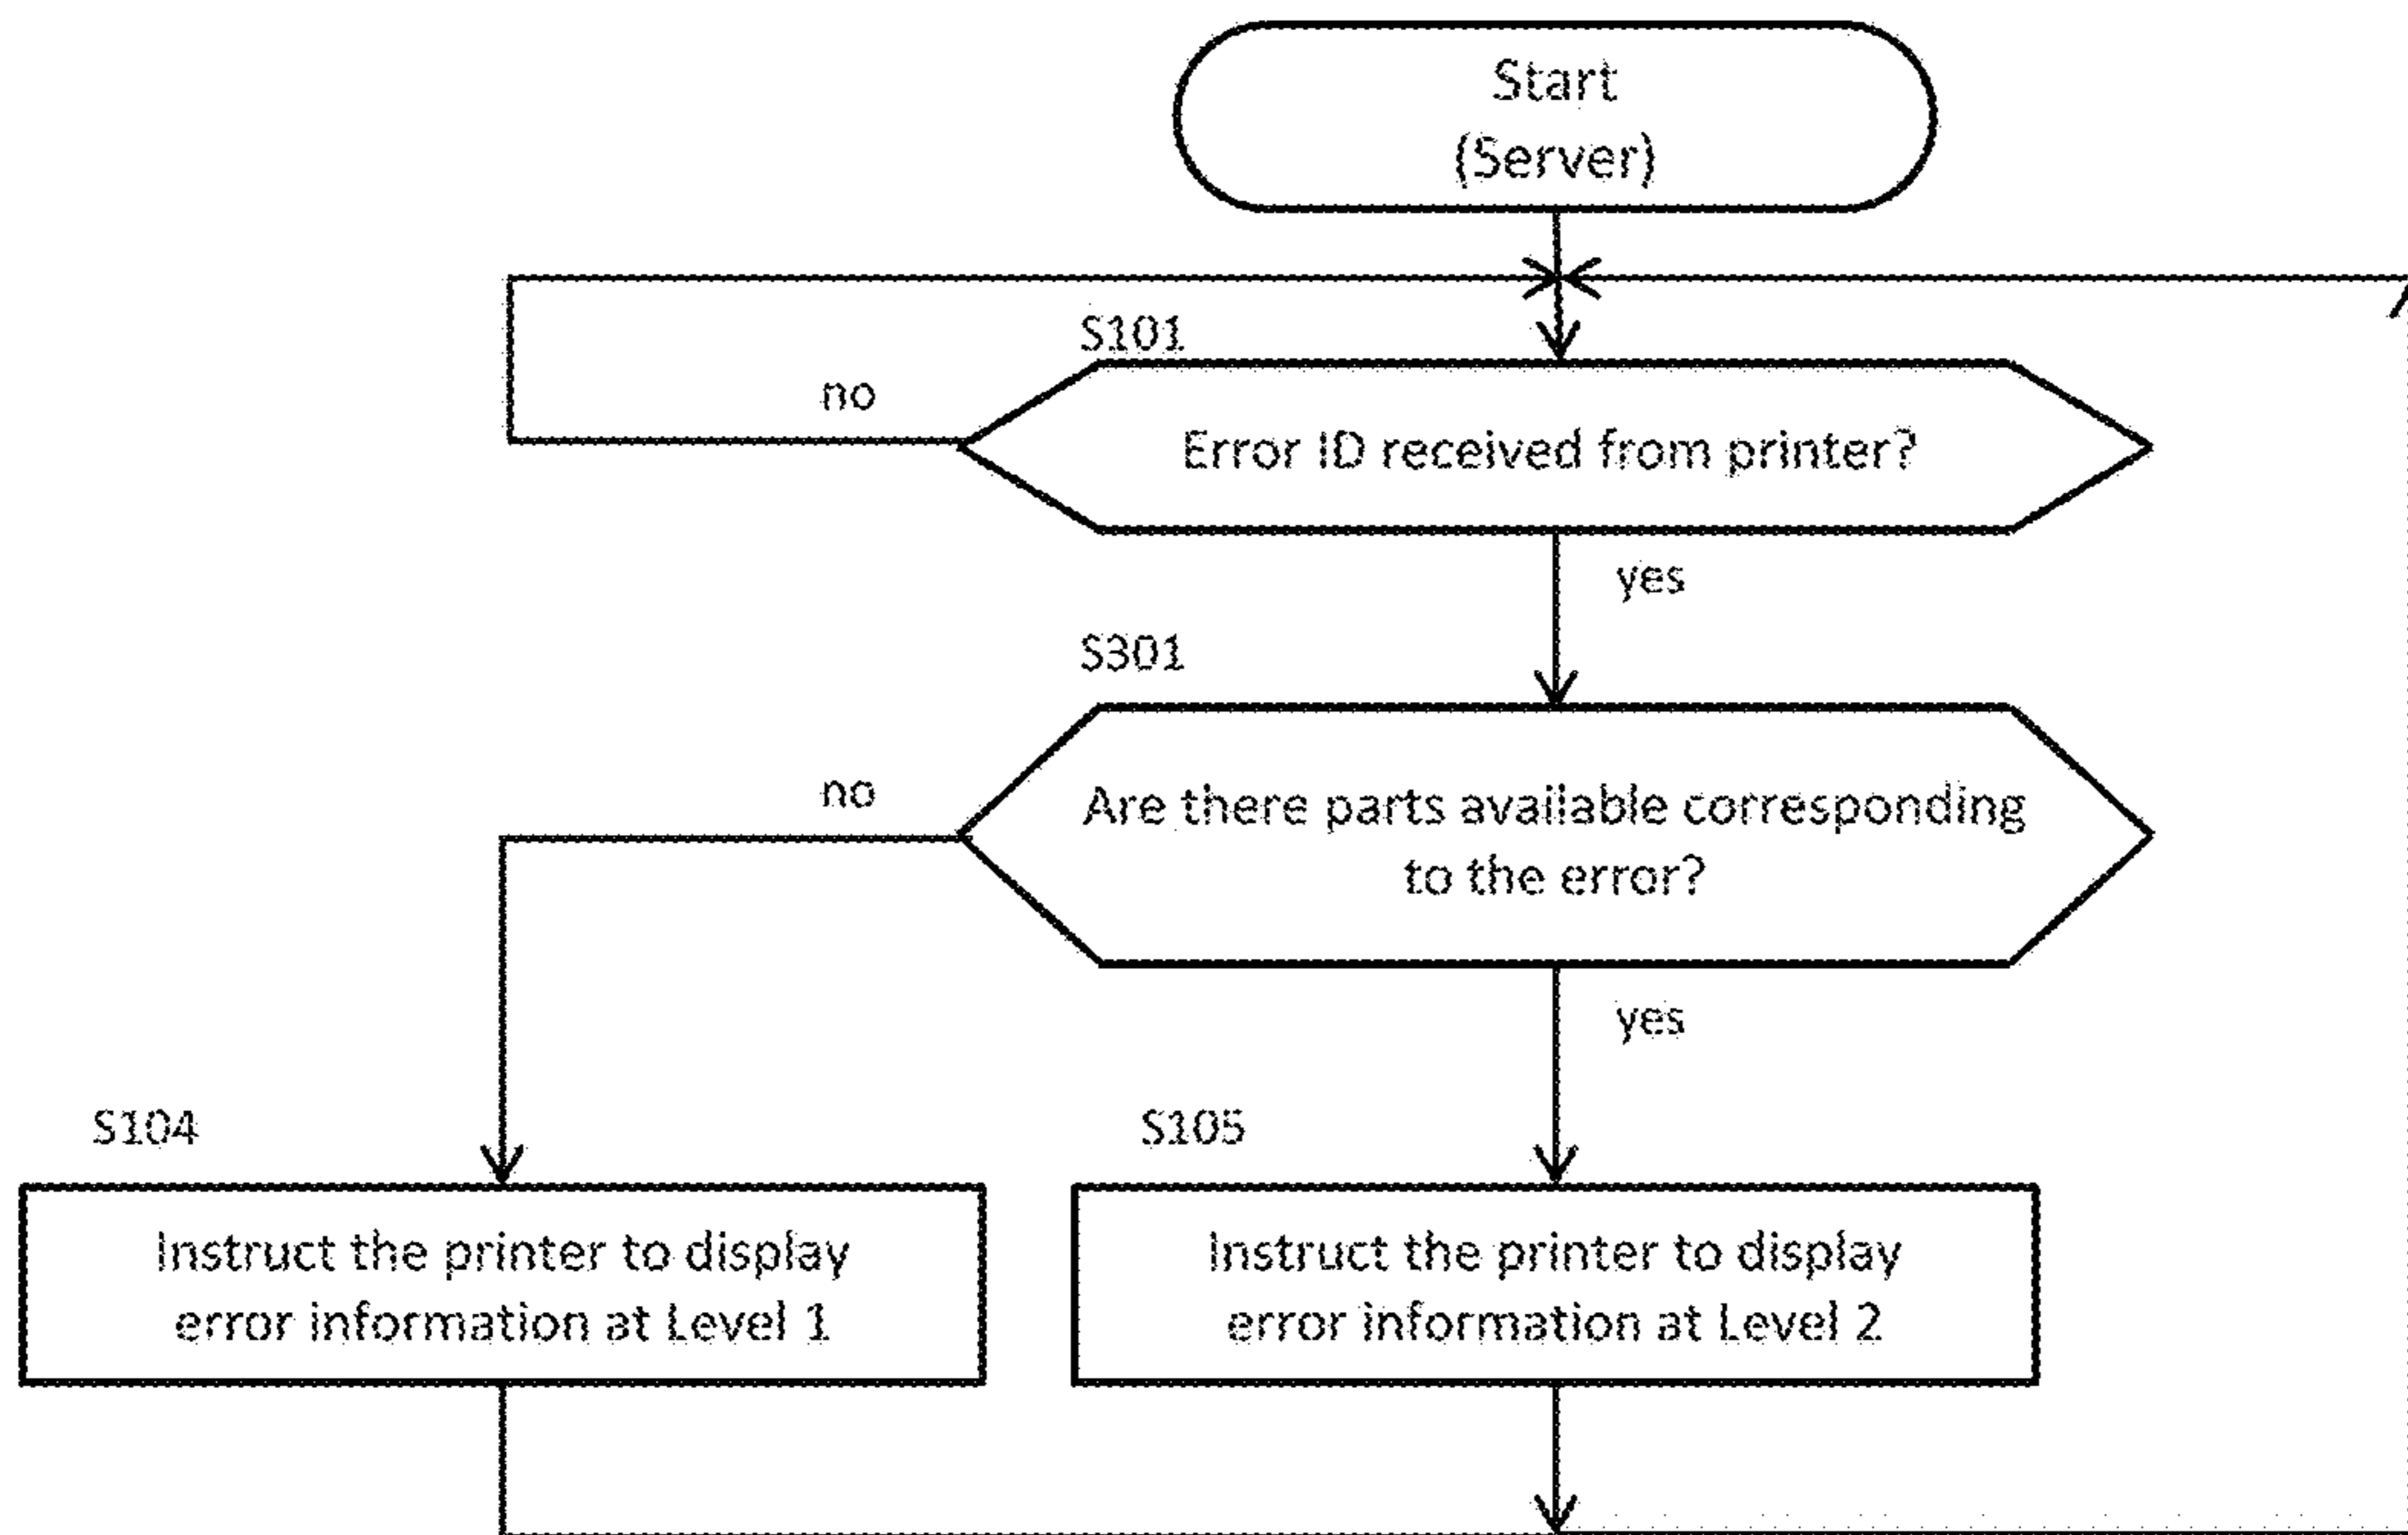 Start
(Server)
S101
no
Error ID received from printer?
yes
S301
no
Are there parts available corresponding
to the error?
yes
S104
S105
Instruct the printer to display
error information at Level 1
Instruct the printer to display
error information at Level 2